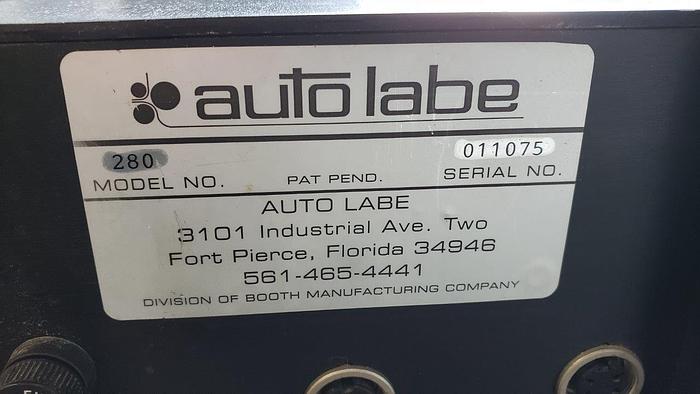 auto labe
280 011075
MODEL NO. PAT PEND. SERIAL NO.
AUTO LABE
3101 Industrial Ave. Two
Fort Pierce, Florida 34946
561-465-4441
DIVISION OF BOOTH MANUFACTURING COMPANY